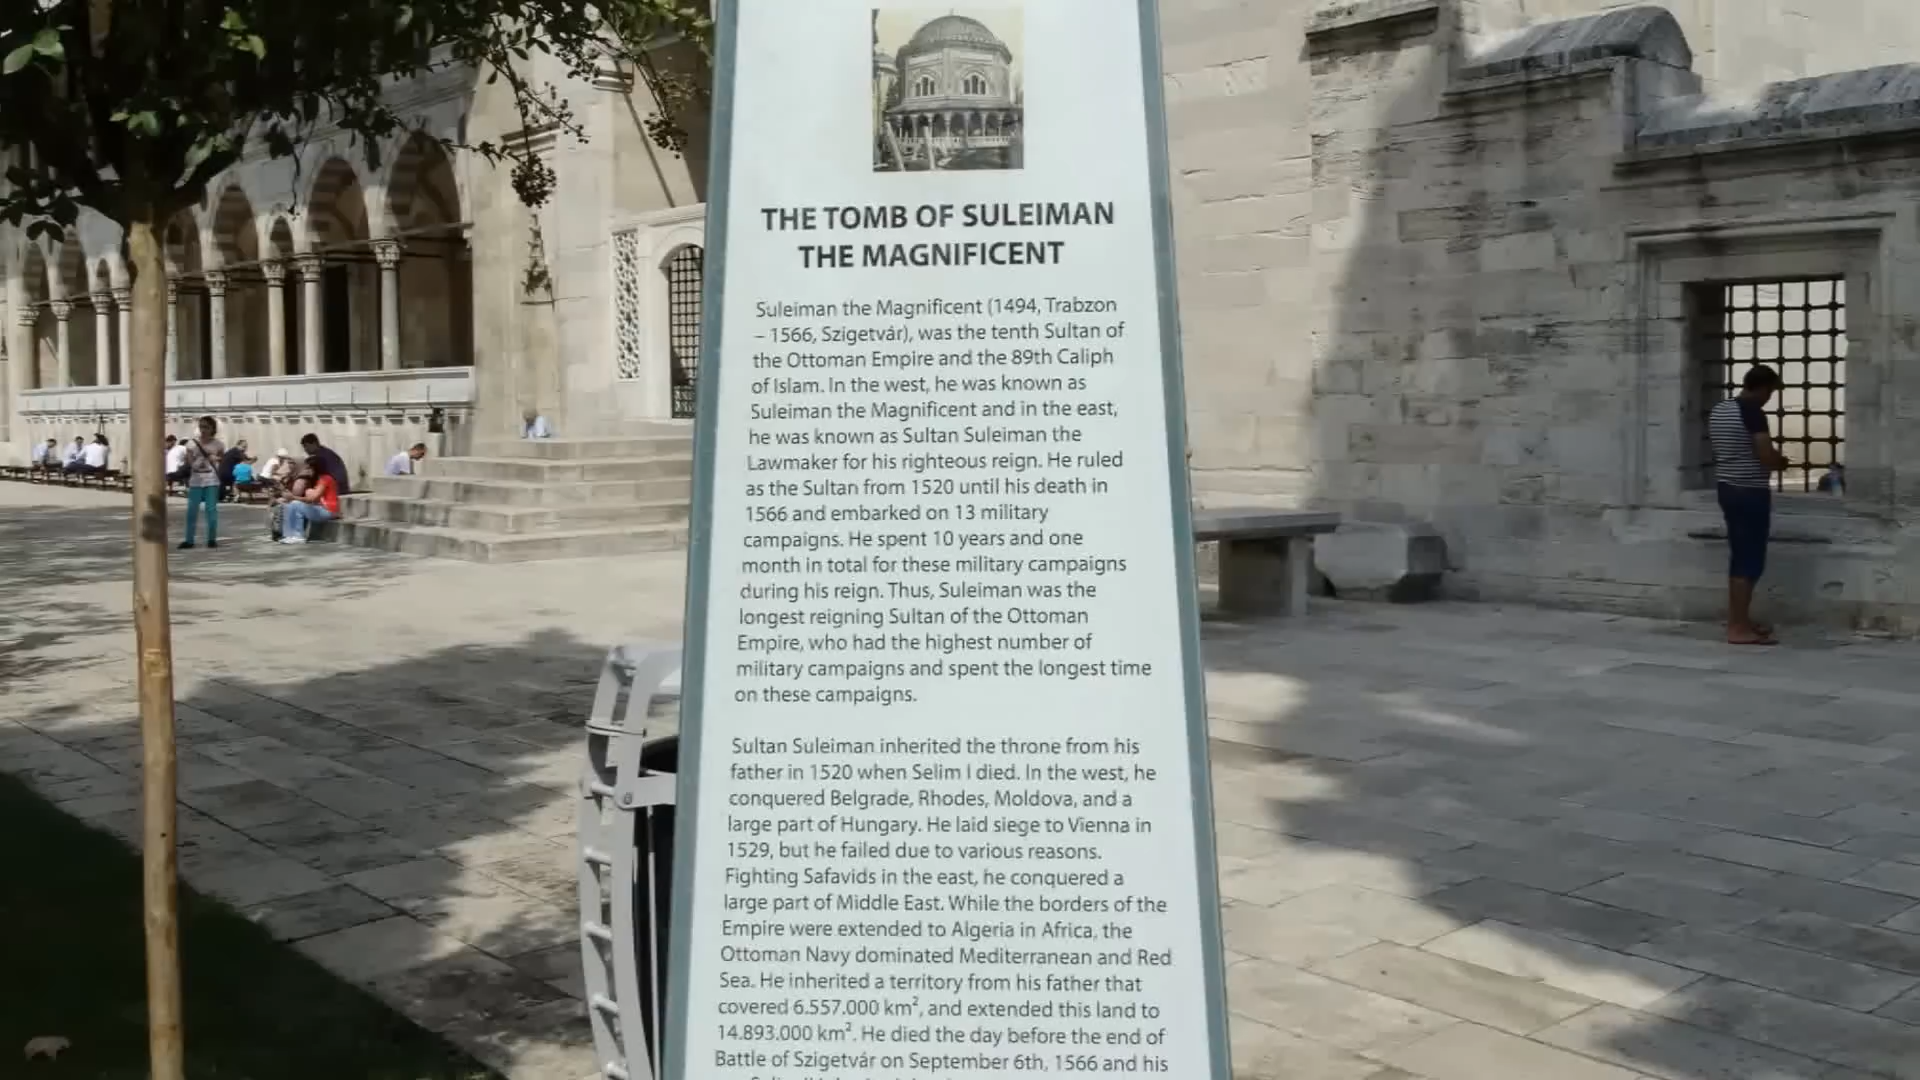 THE TOMB OF SULEIMAN
THE MAGNIFICENT
Suleiman the Magnificent (1494, Trabzon
– 1566, Szigetvár), was the tenth Sultan of
the Ottoman Empire and the 89th Caliph
of Islam. In the west, he was known as
Suleiman the Magnificent and in the east,
he was known as Sultan Suleiman the
Lawmaker for his righteous reign. He ruled
as the Sultan from 1520 until his death in
1566 and embarked on 13 military
campaigns. He spent 10 years and one
month in total for these military campaigns
during his reign. Thus, Suleiman was the
longest reigning Sultan of the Ottoman
Empire, who had the highest number of
military campaigns and spent the longest time
on these campaigns.
Sultan Suleiman inherited the throne from his
father in 1520 when Selim I died. In the west, he
conquered Belgrade, Rhodes, Moldova, and a
large part of Hungary. He laid siege to Vienna in
1529, but he failed due to various reasons.
Fighting Safavids in the east, he conquered a
large part of Middle East. While the borders of the
Empire were extended to Algeria in Africa, the
Ottoman Navy dominated Mediterranean and Red
Sea. He inherited a territory from his father that
covered 6.557.000 km², and extended this land to
14.893.000 km². He died the day before the end of
Battle of Szigetvár on September 6th, 1566 and his